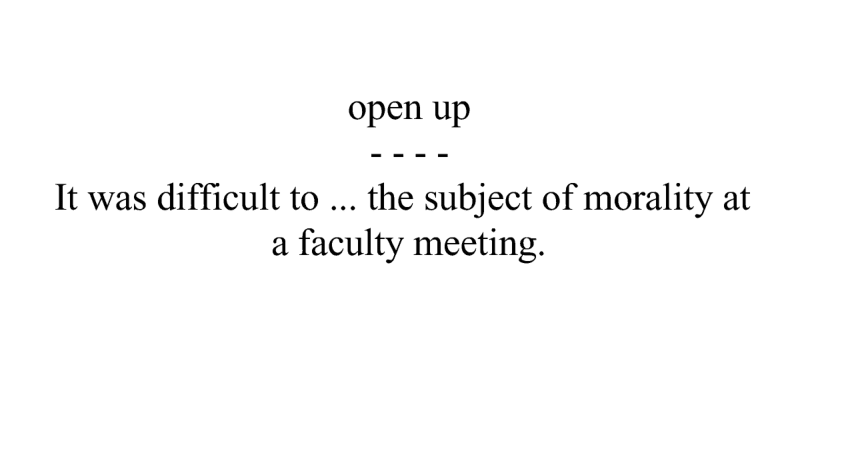 open up
- - - -
It was difficult to ... the subject of morality at
a faculty meeting.